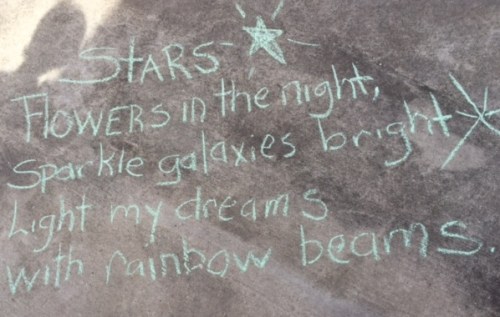 STARS
FLOWERS in the night,
Sparkle galaxies bright
Light my dreams
with rainbow beams.